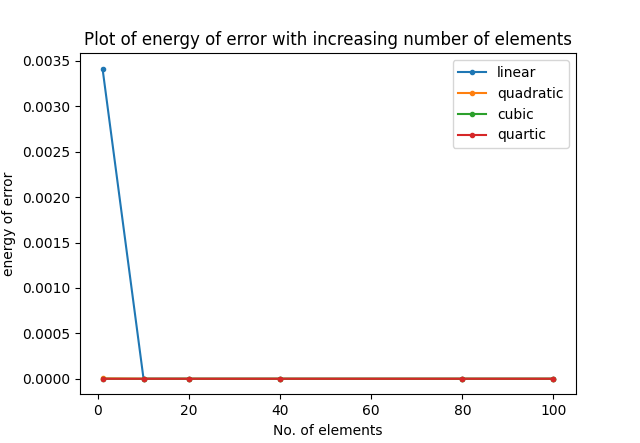 Plot of energy of error with increasing number of elements
0.0035
0.0030
0.0025
0.0020
0.0015
0.0010
0.0005
0.0000
energy of error
linear
quadratic
cubic
quartic
0 20 40 60 80 100
No. of elements